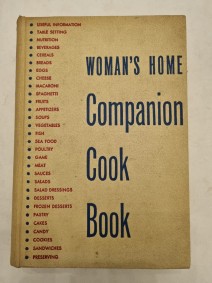 USEFUL INFORMATION
TABLE SETTING
NUTRITION
BEVERAGES
CEREALS
BREADS
EGGS
CHEESE
MACARONI
SPAGHETTI
FRUITS
APPETIZERS
SOUPS
VEGETABLES
FISH
SEA FOOD
POULTRY
GAME
MEAT
SAUCES
SALADS
SALAD DRESSINGS
DESSERTS
FROZEN DESSERTS
PASTRY
CAKES
CANDY
COOKIES
SANDWICHES
PRESERVING
WOMAN'S HOME
Companion
Cook
Book